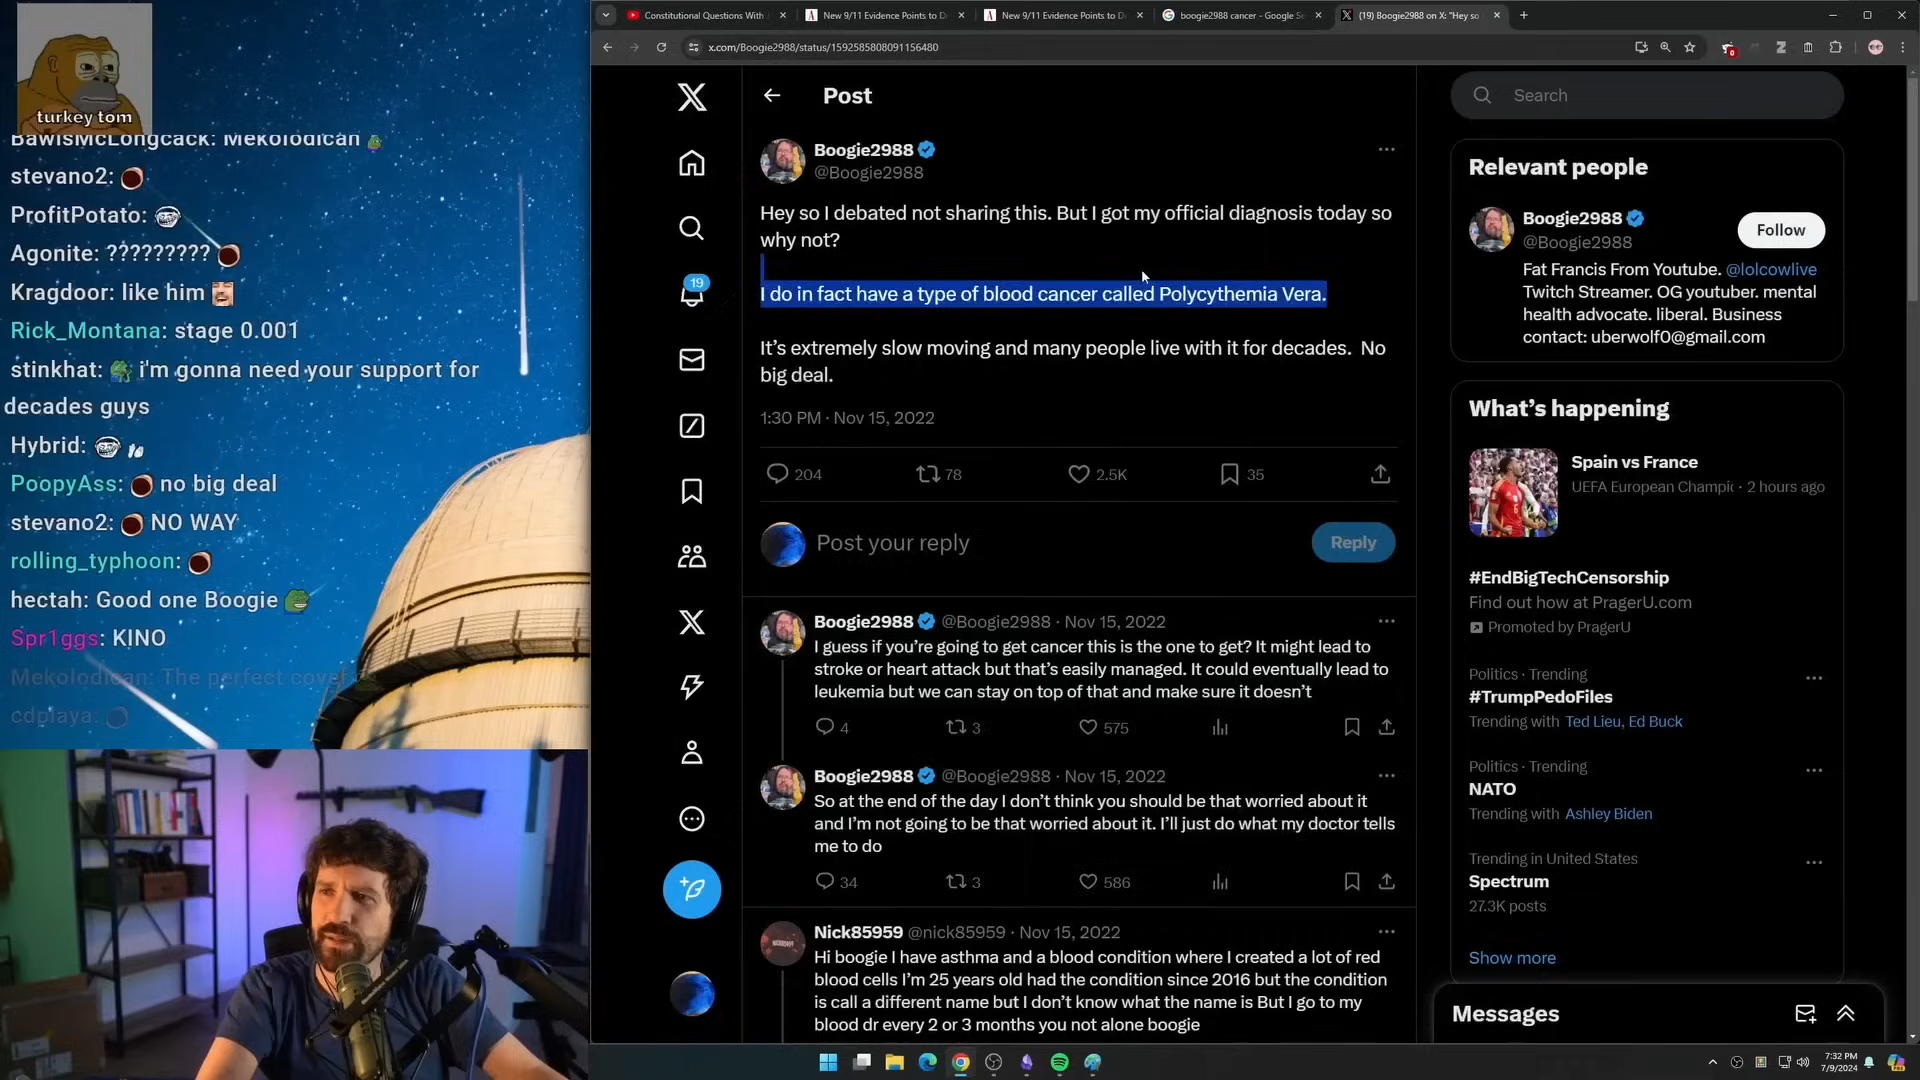 turkey tom
BawlsMcLongcack: Mekolodican
stevano2:
ProfitPotato:
Agonite: ?????????
Kragdoor: like him
Rick_Montana: stage 0.001
stinkhat: i'm gonna need your support for
decades guys
Hybrid:
PoopyAss: no big deal
stevano2: NO WAY
rolling_typhoon:
hectah: Good one Boogie
Spr1ggs: KINO
Mekolodican: The perfect cover
cdplaya:
Constitutional Questions With
New 9/11 Evidence Points to D
New 9/11 Evidence Points to D
boogie2988 cancer - Google Se
(19) Boogie2988 on X: "Hey so
x.com/Boogie2988/status/1592585808091156480
Post
Boogie2988
@Boogie2988
Hey so I debated not sharing this. But I got my official diagnosis today so
why not?
I do in fact have a type of blood cancer called Polycythemia Vera.
It's extremely slow moving and many people live with it for decades. No
big deal.
1:30 PM · Nov 15, 2022
204 78 2.5K 35
Post your reply
Reply
Boogie2988 @Boogie2988 · Nov 15, 2022
I guess if you're going to get cancer this is the one to get? It might lead to
stroke or heart attack but that's easily managed. It could eventually lead to
leukemia but we can stay on top of that and make sure it doesn't
4 3 575
Boogie2988 @Boogie2988 · Nov 15, 2022
So at the end of the day I don't think you should be that worried about it
and I'm not going to be that worried about it. I'll just do what my doctor tells
me to do
34 3 586
Nick85959 @nick85959 · Nov 15, 2022
Hi boogie I have asthma and a blood condition where I created a lot of red
blood cells I'm 25 years old had the condition since 2016 but the condition
is call a different name but I don't know what the name is But I go to my
blood dr every 2 or 3 months you not alone boogie
19
Search
Relevant people
Boogie2988
@Boogie2988
Follow
Fat Francis From Youtube. @lolcowlive
Twitch Streamer. OG youtuber. mental
health advocate. liberal. Business
contact: uberwolf0@gmail.com
What's happening
Spain vs France
UEFA European Champic · 2 hours ago
#EndBigTechCensorship
Find out how at PragerU.com
Promoted by PragerU
Politics · Trending
#TrumpPedoFiles
Trending with Ted Lieu, Ed Buck
Politics · Trending
NATO
Trending with Ashley Biden
Trending in United States
Spectrum
27.3K posts
Show more
Messages
7:32 PM
7/9/2024